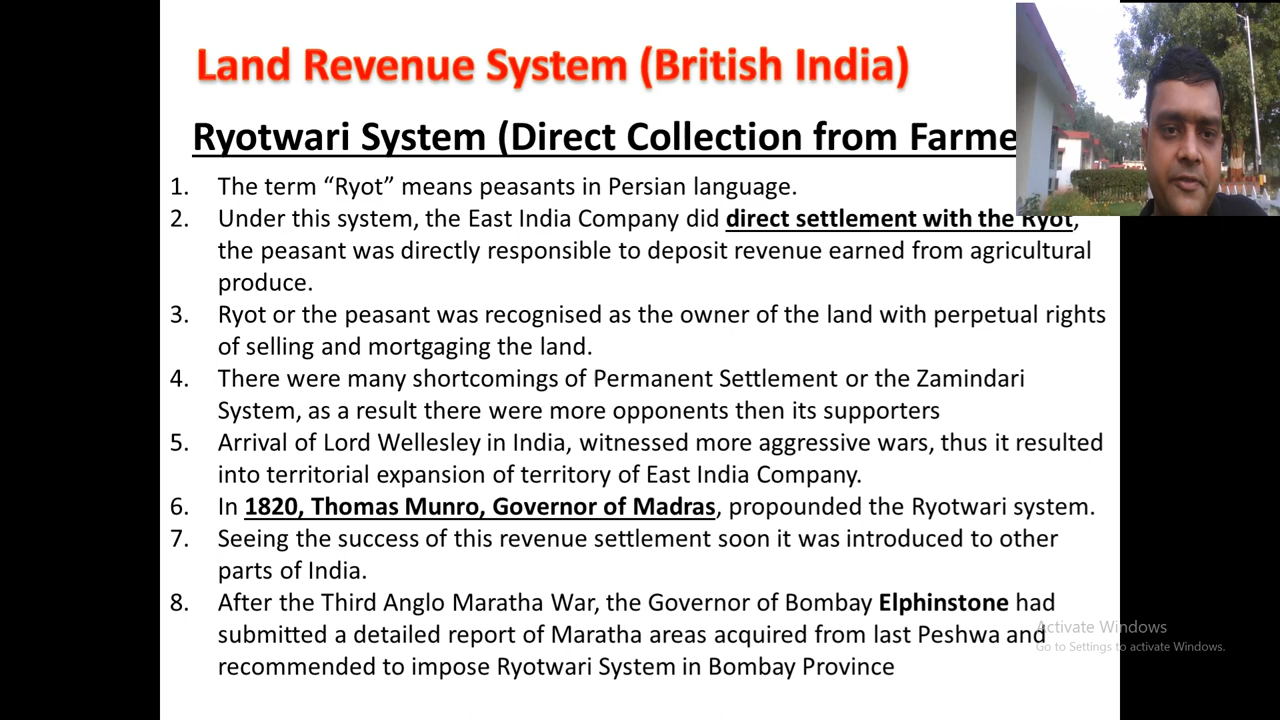 Land Revenue System (British India)
Ryotwari System (Direct Collection from Farme
1. The term “Ryot” means peasants in Persian language.
2. Under this system, the East India Company did direct settlement with the Ryot,
the peasant was directly responsible to deposit revenue earned from agricultural
produce.
3. Ryot or the peasant was recognised as the owner of the land with perpetual rights
of selling and mortgaging the land.
4. There were many shortcomings of Permanent Settlement or the Zamindari
System, as a result there were more opponents then its supporters
5. Arrival of Lord Wellesley in India, witnessed more aggressive wars, thus it resulted
into territorial expansion of territory of East India Company.
6. In 1820, Thomas Munro, Governor of Madras, propounded the Ryotwari system.
7. Seeing the success of this revenue settlement soon it was introduced to other
parts of India.
8. After the Third Anglo Maratha War, the Governor of Bombay Elphinstone had
submitted a detailed report of Maratha areas acquired from last Peshwa and
recommended to impose Ryotwari System in Bombay Province
Activate Windows
Go to Settings to activate Windows.